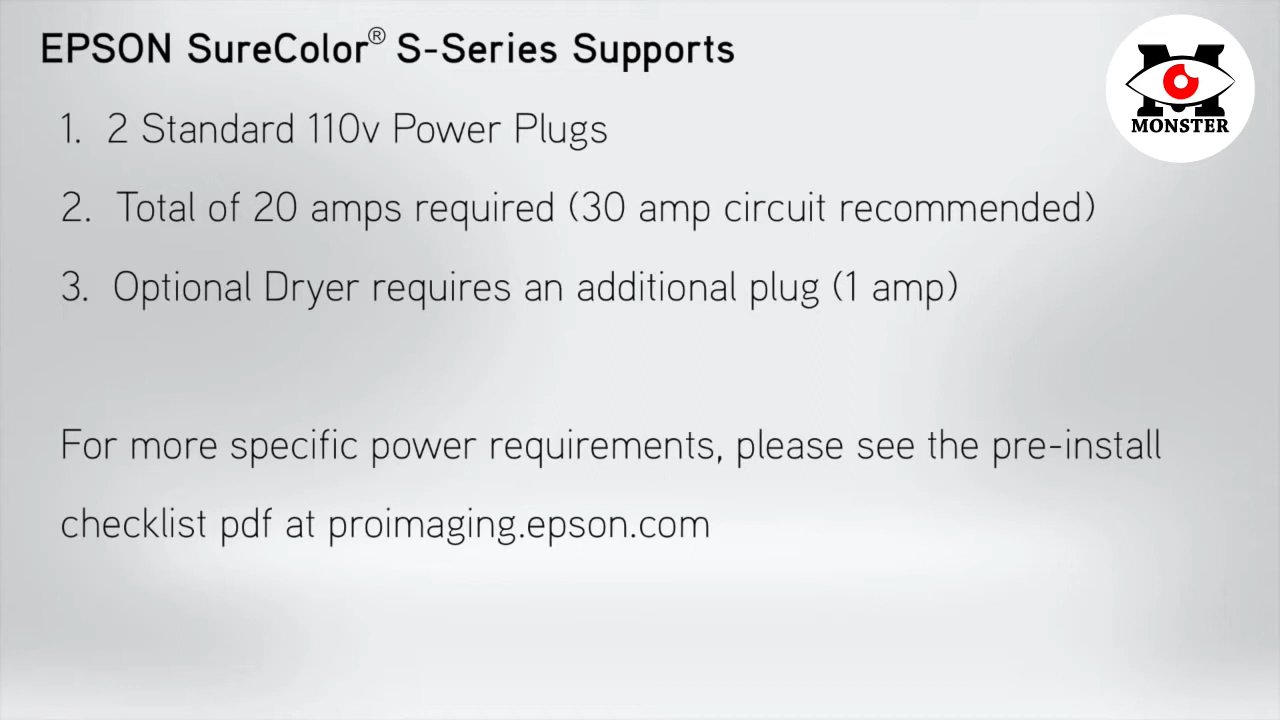 EPSON SureColor® S-Series Supports
MONSTER
1. 2 Standard 110v Power Plugs
2. Total of 20 amps required (30 amp circuit recommended)
3. Optional Dryer requires an additional plug (1 amp)
For more specific power requirements, please see the pre-install
checklist pdf at proimaging.epson.com